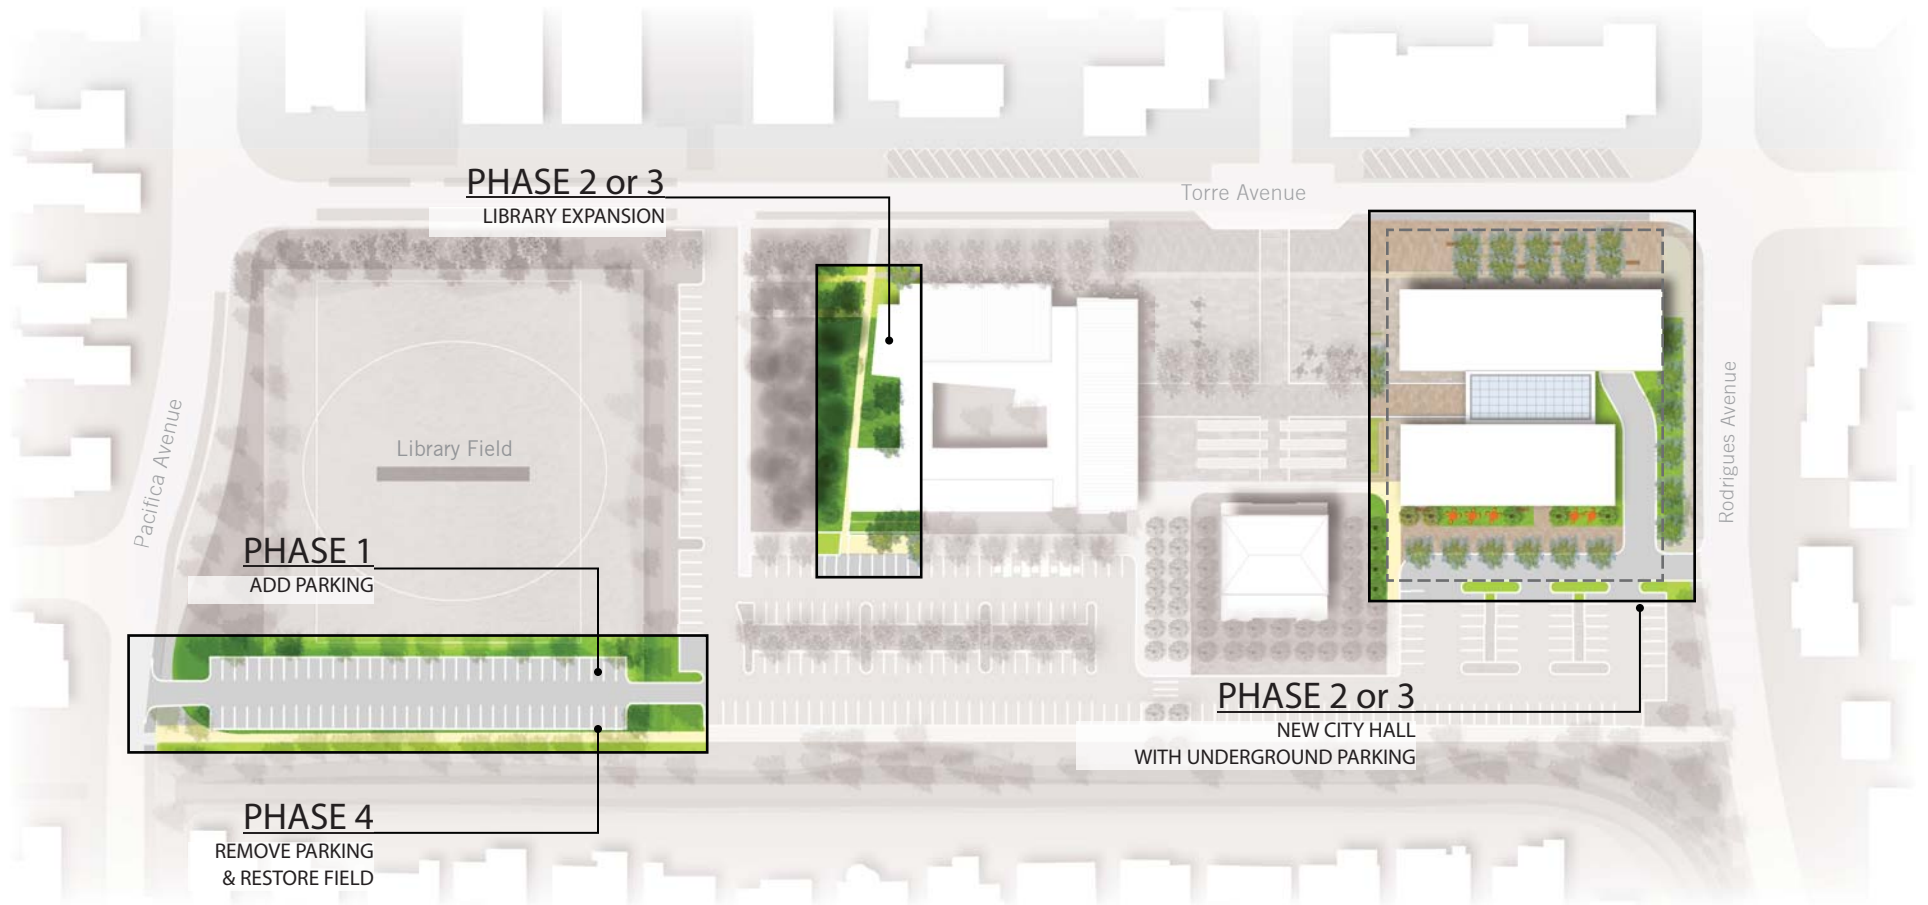 PHASE 2 or 3
LIBRARY EXPANSION
Torre Avenue
Pacifica Avenue
Library Field
Rodrigues Avenue
PHASE 1
ADD PARKING
PHASE 2 or 3
NEW CITY HALL
WITH UNDERGROUND PARKING
PHASE 4
REMOVE PARKING
& RESTORE FIELD